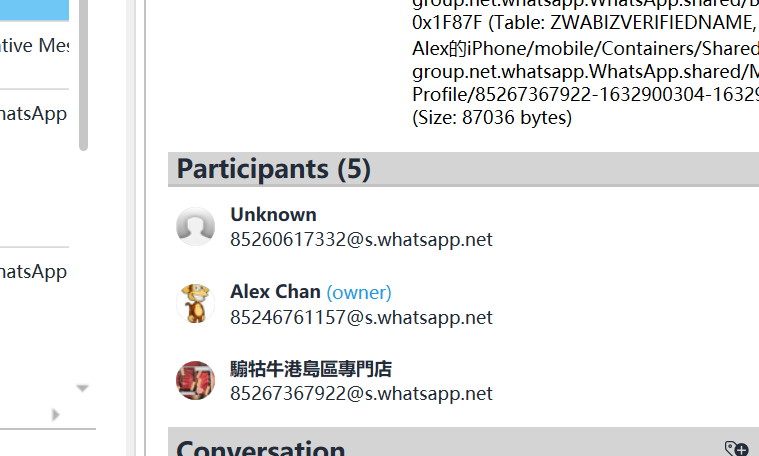 group.net.whatsapp.WhatsApp.shared/B
0x1F87F (Table: ZWABIZVERIFIEDNAME,
ative Mes
Alex的iPhone/mobile/Containers/Shared
group.net.whatsapp.WhatsApp.shared/M
Profile/85267367922-1632900304-16329
hatsApp
(Size: 87036 bytes)
Participants (5)
Unknown
85260617332@s.whatsapp.net
hatsApp
Alex Chan (owner)
85246761157@s.whatsapp.net
騸牯牛港島區專門店
85267367922@s.whatsapp.net
Conversation